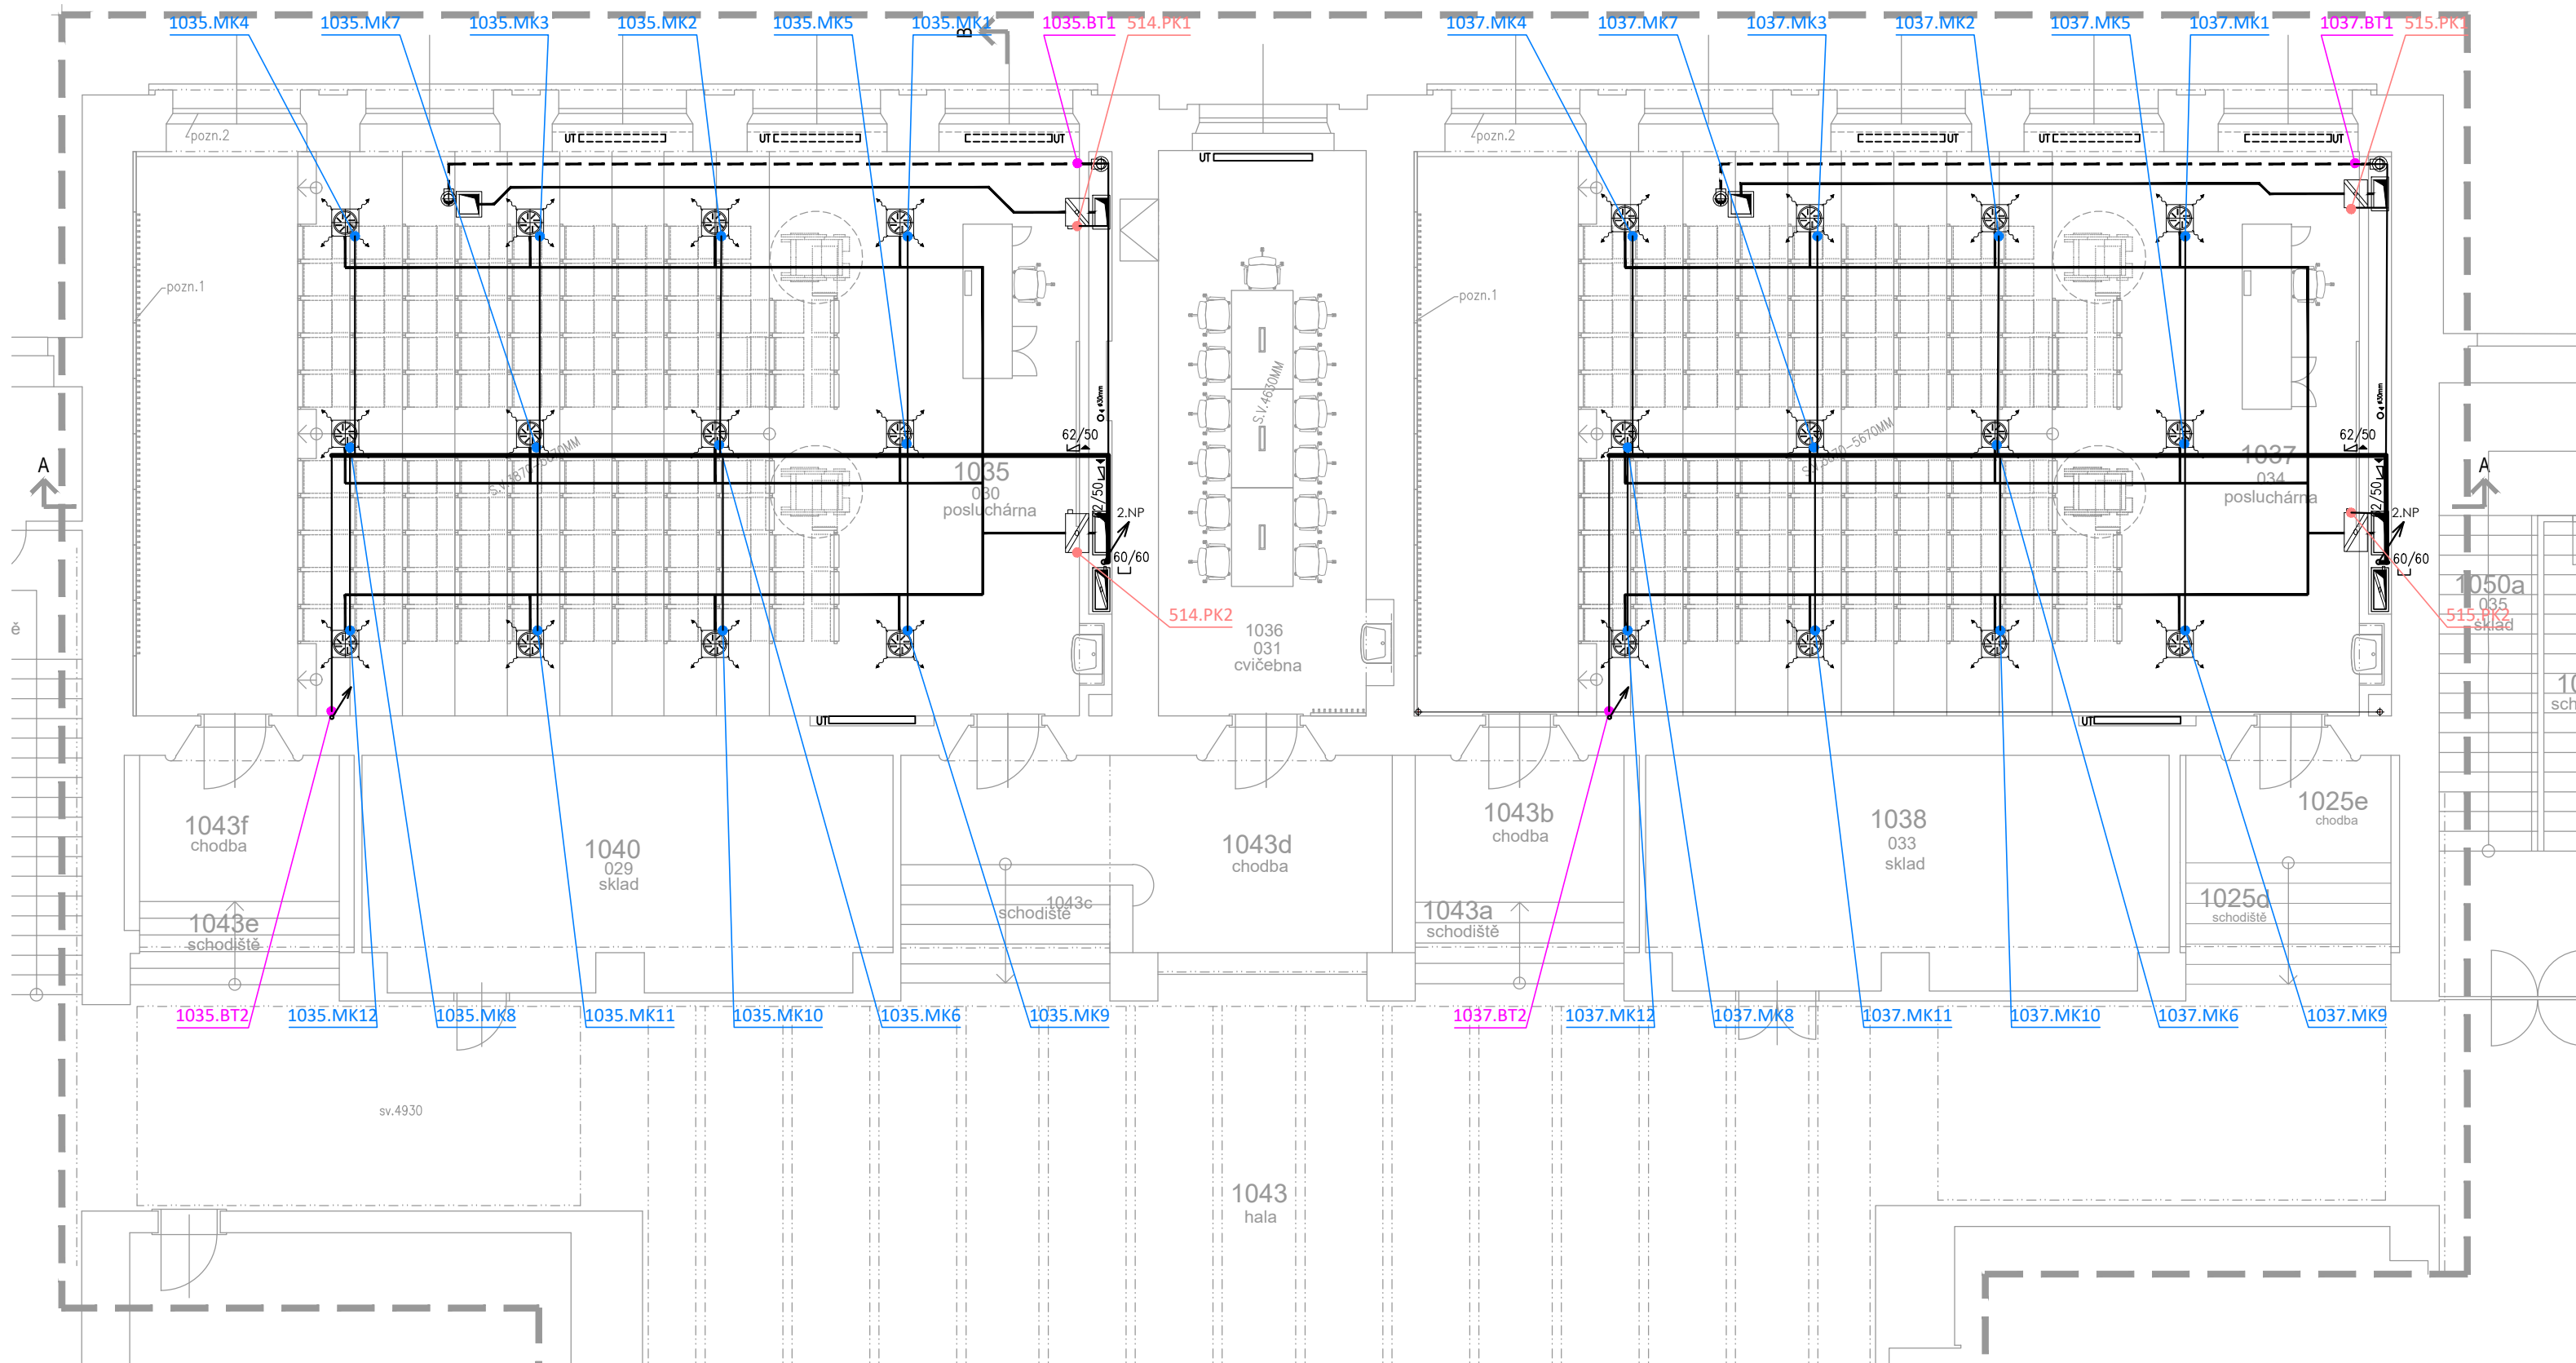 1035.MK4
1035.MK7
1035.MK3
1035.MK2
1035.MK5
1035.MK1
B
1035.BT1
514.PK1
1037.MK4
1037.MK7
1037.MK3
1037.MK2
1037.MK5
1037.MK1
1037.BT1
515.PK1
pozn.2
UT
UT
UT
UT
pozn.2
UT
UT
UT
pozn.1
pozn.1
S.V.4630MM
62/50
62/50
A
1035
030
posluchárna
2.NP
60/60
A
1037
034
posluchárna
2.NP
60/60
514.PK2
1036
031
cvičebna
1050a
035
sklad
515.PK2
ě
UT
UT
1043f
chodba
1040
029
sklad
1043d
chodba
1043b
chodba
1038
033
sklad
1025e
chodba
1043e
schodiště
1043c
schodiště
1043a
schodiště
1025d
schodiště
1035.BT2
1035.MK12
1035.MK8
1035.MK11
1035.MK10
1035.MK6
1035.MK9
1037.BT2
1037.MK12
1037.MK8
1037.MK11
1037.MK10
1037.MK6
1037.MK9
sv.4930
1043
hala